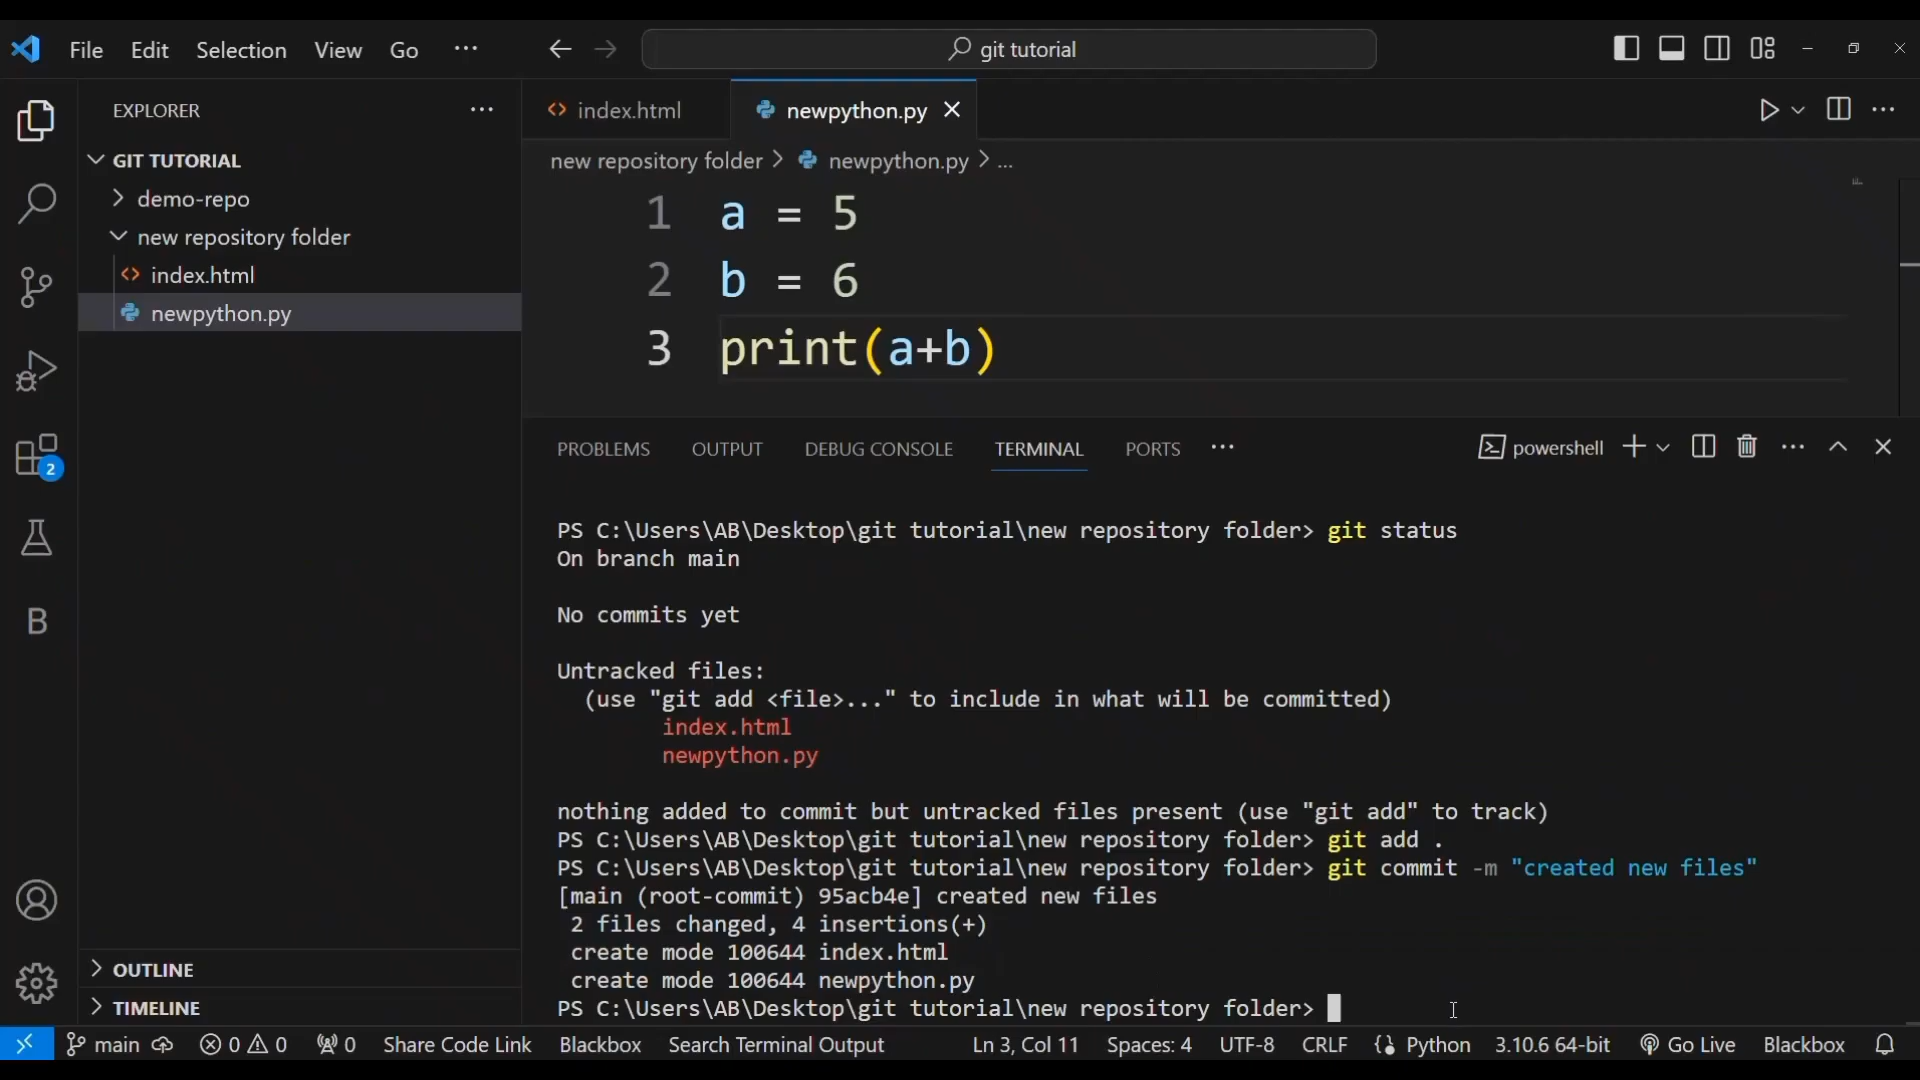 File Edit Selection View Go ...
git tutorial
EXPLORER ...
GIT TUTORIAL
demo-repo
new repository folder
index.html
newpython.py
2
B
OUTLINE
TIMELINE
index.html newpython.py
...
new repository folder > newpython.py > ...
1 a = 5
2 b = 6
3 print(a+b)
PROBLEMS OUTPUT DEBUG CONSOLE TERMINAL PORTS ... powershell ...
PS C:\Users\AB\Desktop\git tutorial\new repository folder> git status
On branch main
No commits yet
Untracked files:
(use "git add <file>..." to include in what will be committed)
index.html
newpython.py
nothing added to commit but untracked files present (use "git add" to track)
PS C:\Users\AB\Desktop\git tutorial\new repository folder> git add .
PS C:\Users\AB\Desktop\git tutorial\new repository folder> git commit -m "created new files"
[main (root-commit) 95acb4e] created new files
2 files changed, 4 insertions(+)
create mode 100644 index.html
create mode 100644 newpython.py
PS C:\Users\AB\Desktop\git tutorial\new repository folder>
main 0 0 0 Share Code Link Blackbox Search Terminal Output Ln 3, Col 11 Spaces: 4 UTF-8 CRLF Python 3.10.6 64-bit Go Live Blackbox